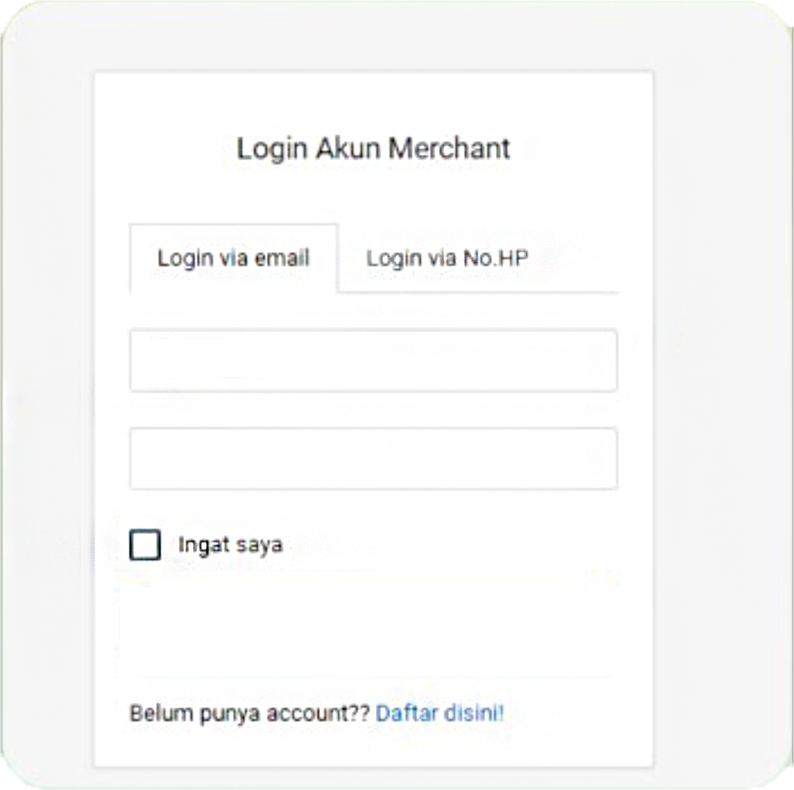 Login Akun Merchant
Login via email Login via No.HP
Ingat saya
Belum punya account?? Daftar disini!